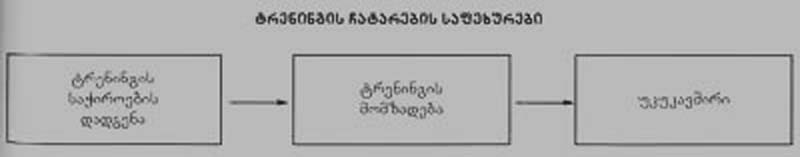 ტრენინგის ჩატარების საფეხურები
ტრენინგის
საჭიროების
დადგენა
ტრენინგის
მომზადება
უკუკავშირი